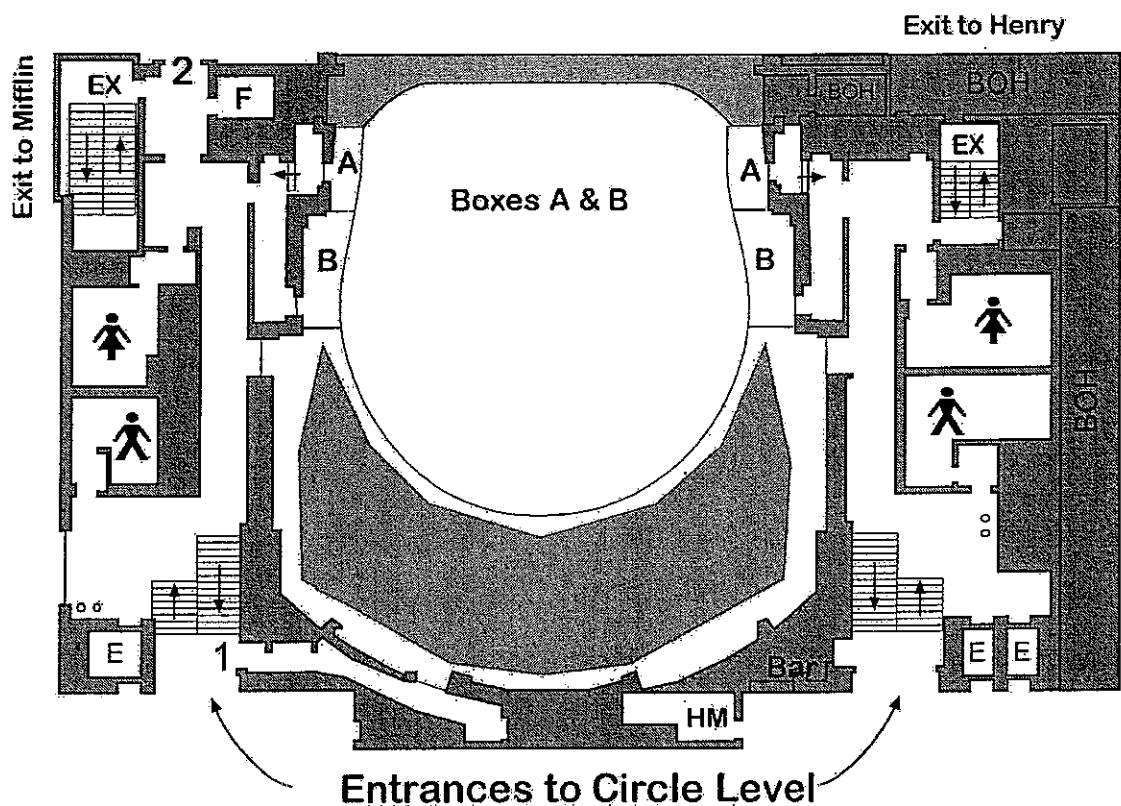 Exit to Henry
Exit to Mifflin
EX
2
F
BOH
BOH
EX
A
A
Boxes A & B
B
B
BOH
E
1
Bar
E
E
HM
Entrances to Circle Level